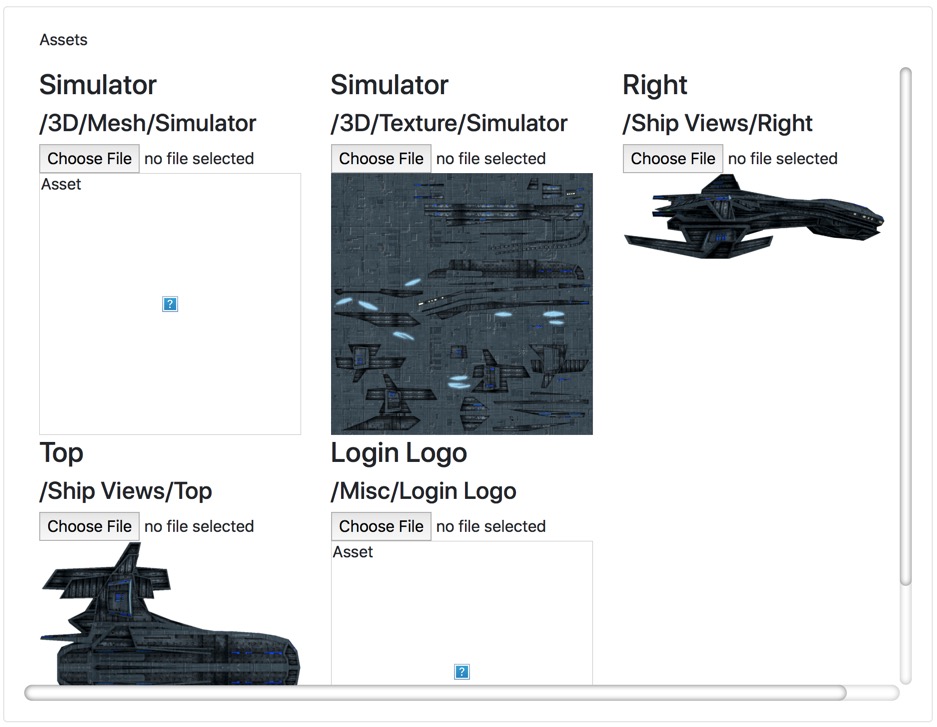 Assets
Simulator
/3D/Mesh/Simulator
Choose File no file selected
Asset
Simulator
/3D/Texture/Simulator
Choose File no file selected
Right
/Ship Views/Right
Choose File no file selected
Top
/Ship Views/Top
Choose File no file selected
Login Logo
/Misc/Login Logo
Choose File no file selected
Asset